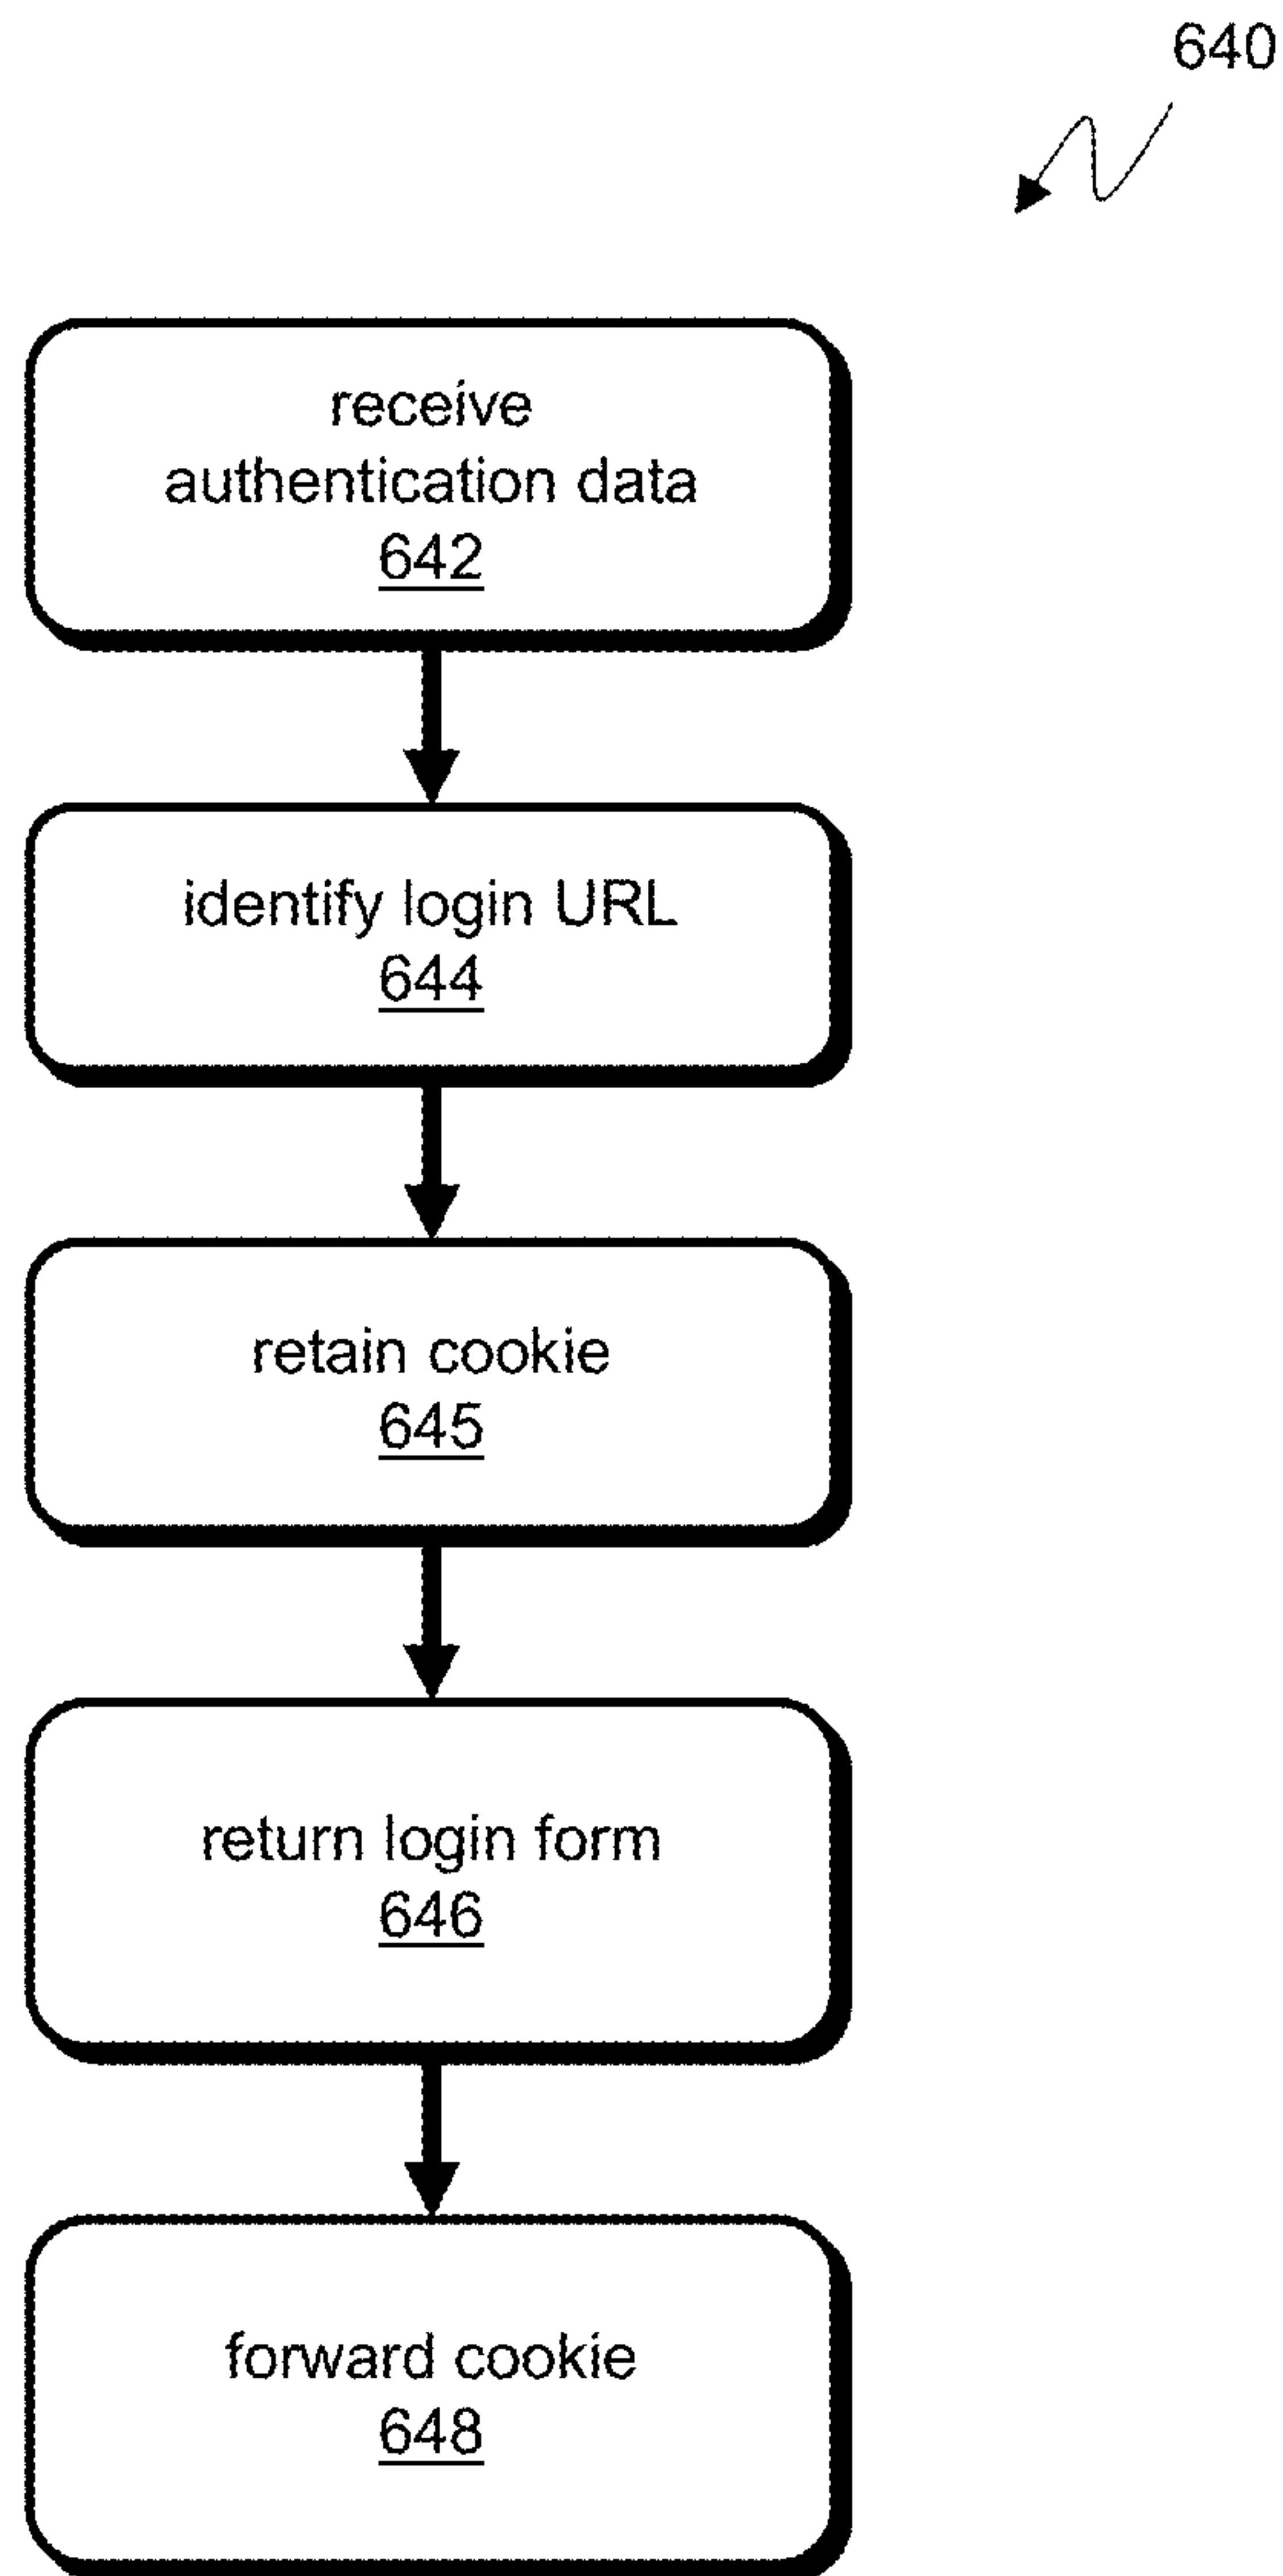 640
receive
authentication data
642
identify login URL
644
retain cookie
645
return login form
646
forward cookie
648